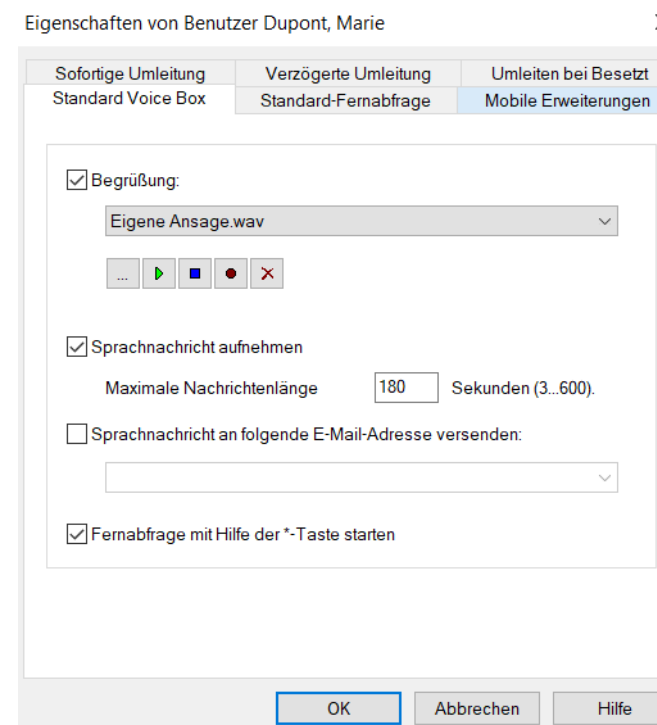 Eigenschaften von Benutzer Dupont, Marie
Sofortige Umleitung Verzögerte Umleitung Umleiten bei Besetzt
Standard Voice Box Standard-Fernabfrage Mobile Erweiterungen
Begrüßung:
Eigene Ansage.wav
...
Sprachnachricht aufnehmen
Maximale Nachrichtenlänge 180 Sekunden (3...600).
Sprachnachricht an folgende E-Mail-Adresse versenden:
Fernabfrage mit Hilfe der *-Taste starten
OK Abbrechen Hilfe